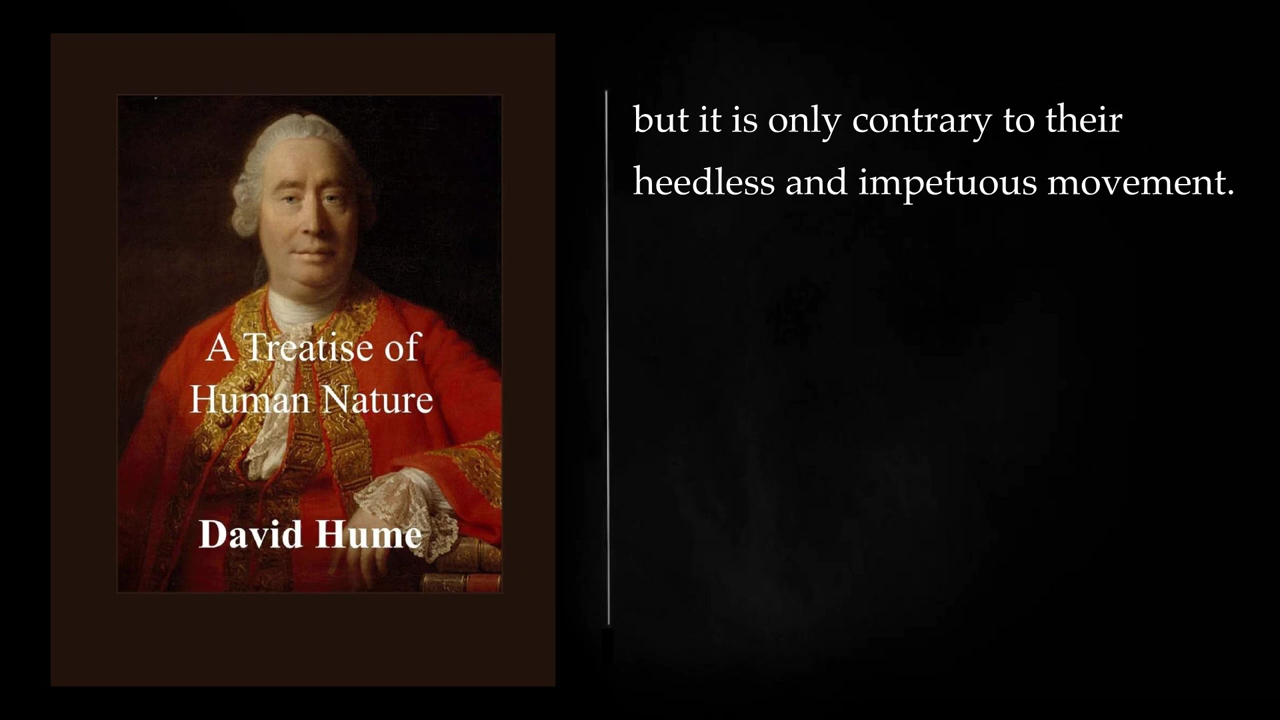 A Treatise of
Human Nature
David Hume
but it is only contrary to their
heedless and impetuous movement.